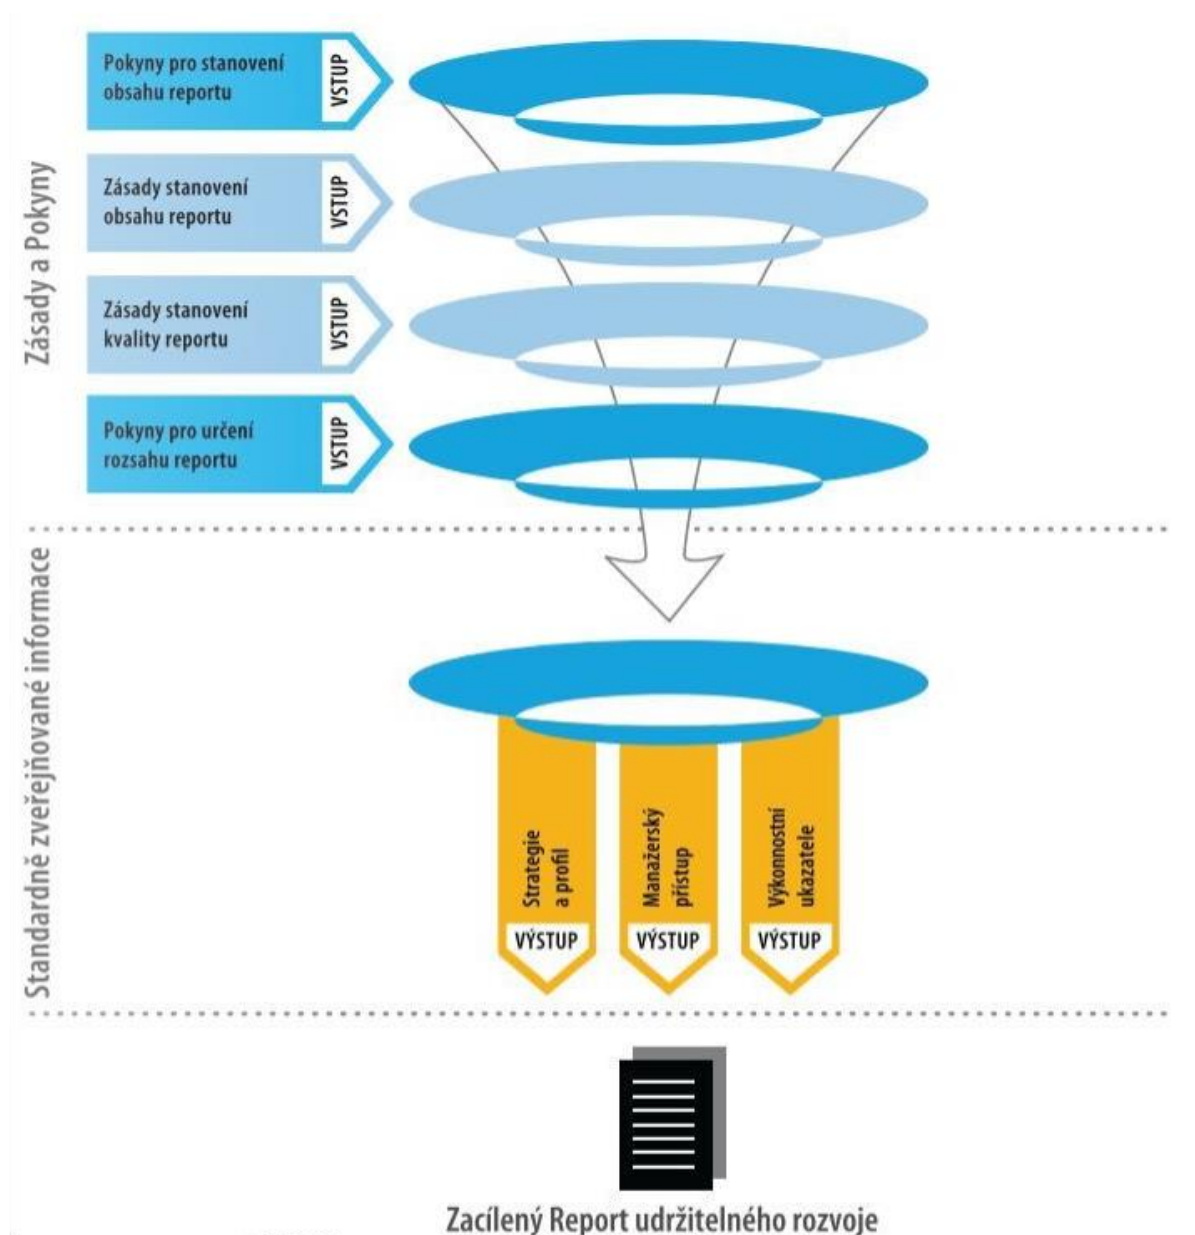 Zásady a Pokyny
Pokyny pro stanovení
obsahu reportu
VSTUP
Zásady stanovení
obsahu reportu
VSTUP
Zásady stanovení
kvality reportu
VSTUP
Pokyny pro určení
rozsahu reportu
VSTUP
Standardně zveřejňované informace
Strategie
a profil
VÝSTUP
Manažerský
přístup
VÝSTUP
Výkonnostní
ukazatele
VÝSTUP
Zacílený Report udržitelného rozvoje